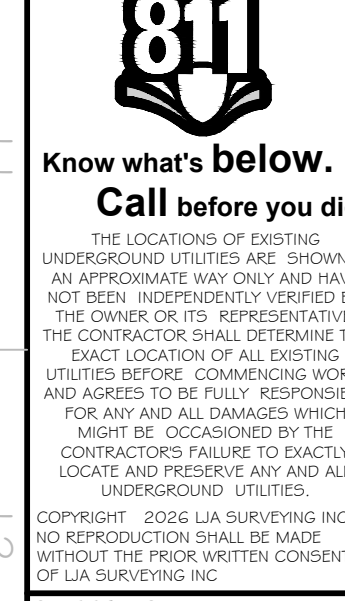 811
Know what's below.
Call before you di
THE LOCATIONS OF EXISTING
UNDERGROUND UTILITIES ARE SHOWN
AN APPROXIMATE WAY ONLY AND HAV
NOT BEEN INDEPENDENTLY VERIFIED B
THE OWNER OR ITS REPRESENTATIVE
THE CONTRACTOR SHALL DETERMINE T
EXACT LOCATION OF ALL EXISTING
UTILITIES BEFORE COMMENCING WOR
AND AGREES TO BE FULLY RESPONSIB
FOR ANY AND ALL DAMAGES WHICH
MIGHT BE OCCASIONED BY THE
CONTRACTOR'S FAILURE TO EXACTLY
LOCATE AND PRESERVE ANY AND ALL
UNDERGROUND UTILITIES.
COPYRIGHT 2026 LJA SURVEYING INC
NO REPRODUCTION SHALL BE MADE
WITHOUT THE PRIOR WRITTEN CONSENT
OF LJA SURVEYING INC